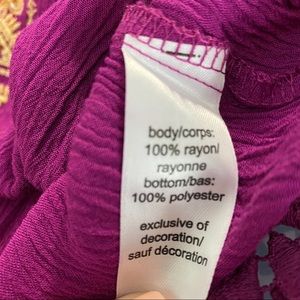 body/corps:
100% rayon/
rayonne
bottom/bas:
100% polyester
exclusive of
decoration/
sauf décoration